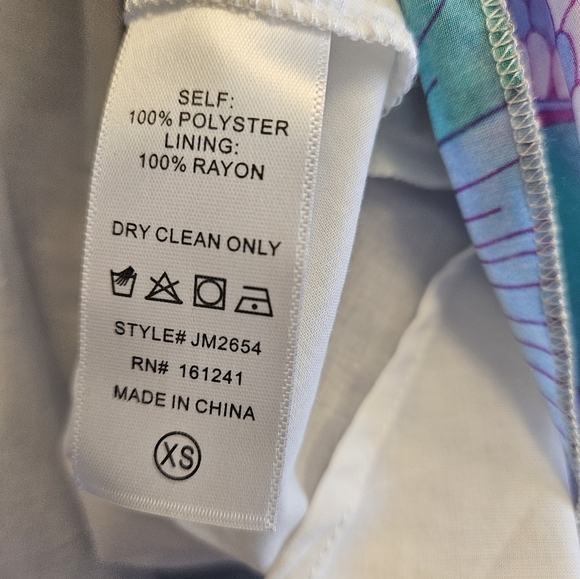 SELF:
100% POLYSTER
LINING:
100% RAYON
DRY CLEAN ONLY
STYLE# JM2654
RN# 161241
MADE IN CHINA
XS